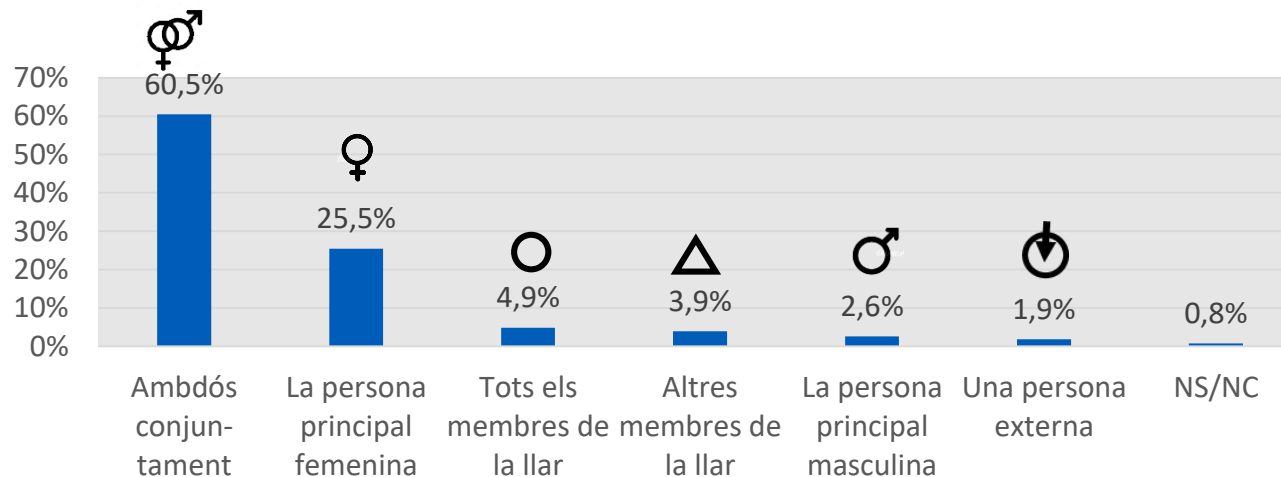 70%
60%
50%
40%
30%
20%
10%
0%
60,5%
25,5%
4,9%
3,9%
2,6%
1,9%
0,8%
Ambdós
conjun-
tament
La persona
principal
femenina
Tots els
membres de
la llar
Altres
membres de
la llar
La persona
principal
masculina
Una persona
externa
NS/NC